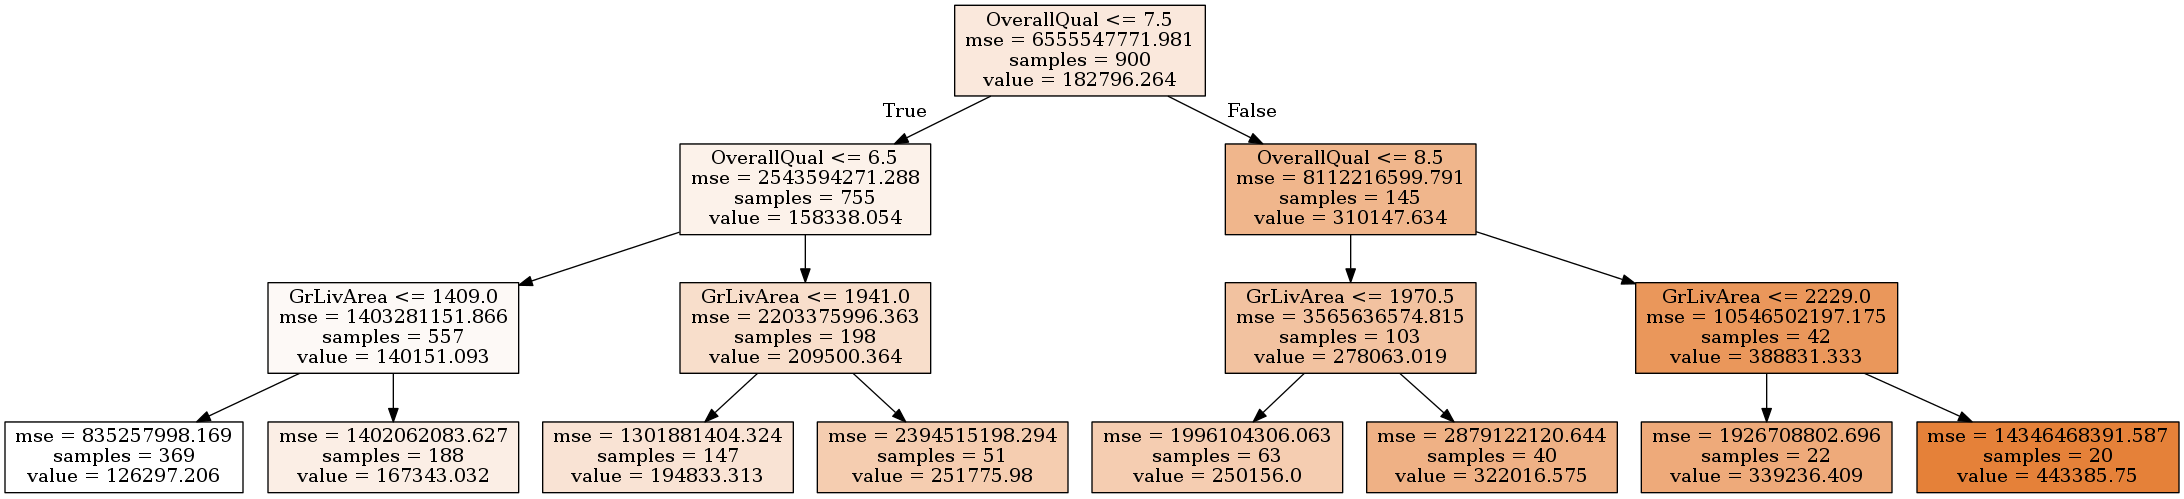 OverallQual <= 7.5
mse = 6555547771.981
samples = 900
value = 182796.264
True
False
OverallQual <= 6.5
mse = 2543594271.288
samples = 755
value = 158338.054
OverallQual <= 8.5
mse = 8112216599.791
samples = 145
value = 310147.634
GrLivArea <= 1409.0
mse = 1403281151.866
samples = 557
value = 140151.093
GrLivArea <= 1941.0
mse = 2203375996.363
samples = 198
value = 209500.364
GrLivArea <= 1970.5
mse = 3565636574.815
samples = 103
value = 278063.019
GrLivArea <= 2229.0
mse = 10546502197.175
samples = 42
value = 388831.333
mse = 835257998.169
samples = 369
value = 126297.206
mse = 1402062083.627
samples = 188
value = 167343.032
mse = 1301881404.324
samples = 147
value = 194833.313
mse = 2394515198.294
samples = 51
value = 251775.98
mse = 1996104306.063
samples = 63
value = 250156.0
mse = 2879122120.644
samples = 40
value = 322016.575
mse = 1926708802.696
samples = 22
value = 339236.409
mse = 14346468391.587
samples = 20
value = 443385.75